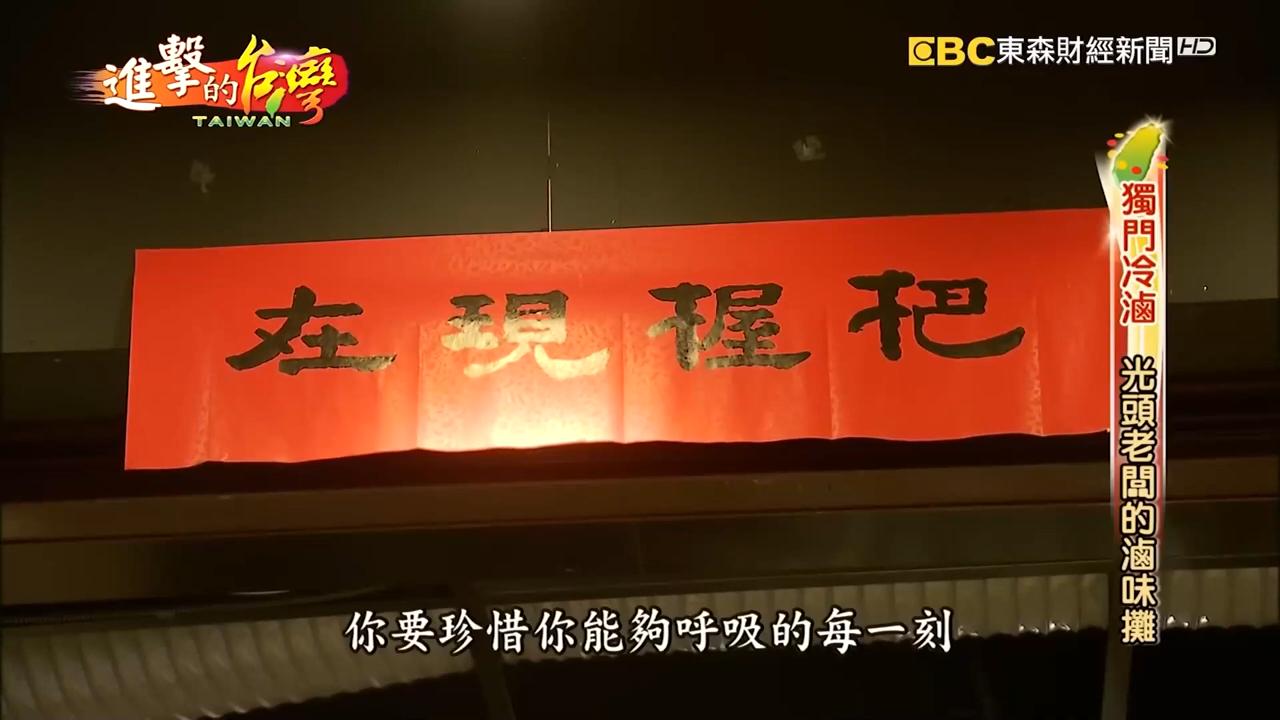 進擊的台灣
TAIWAN
EBC東森財經新聞HD
獨門冷滷 光頭老闆的滷味攤
把握現在
你要珍惜你能夠呼吸的每一刻